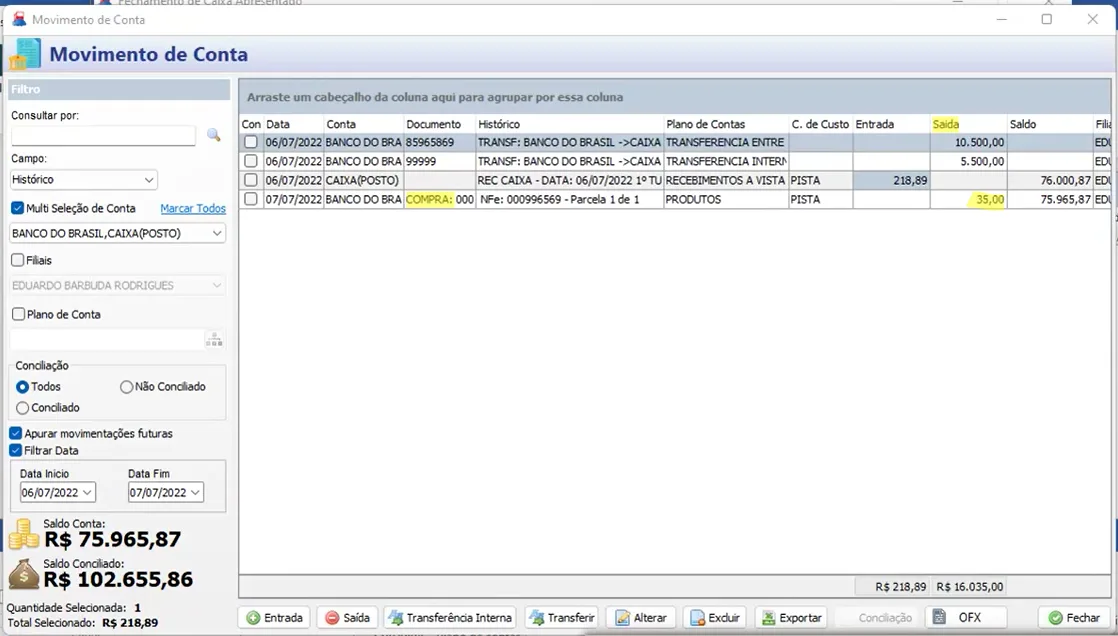 Fechamento de Caixa Apresentado
Movimento de Conta
Movimento de Conta
Filtro
Consultar por:
Campo:
Histórico
Multi Seleção de Conta Marcar Todos
BANCO DO BRASIL,CAIXA(POSTO)
Filiais
EDUARDO BARBUDA RODRIGUES
Plano de Conta
Conciliação
Todos Não Conciliado
Conciliado
Apurar movimentações futuras
Filtrar Data
Data Inicio Data Fim
06/07/2022 07/07/2022
Saldo Conta:
R$ 75.965,87
Saldo Conciliado:
R$ 102.655,86
Quantidade Selecionada: 1
Total Selecionado: R$ 218,89
Arraste um cabeçalho da coluna aqui para agrupar por essa coluna
Con Data Conta Documento Histórico Plano de Contas C. de Custo Entrada Saida Saldo Filia
06/07/2022 BANCO DO BRA 85965869 TRANSF: BANCO DO BRASIL ->CAIXA TRANSFERENCIA ENTRE 10.500,00 EDU
06/07/2022 BANCO DO BRA 99999 TRANSF: BANCO DO BRASIL ->CAIXA TRANSFERENCIA INTERN 5.500,00 EDU
06/07/2022 CAIXA(POSTO) REC CAIXA - DATA: 06/07/2022 1º TU RECEBIMENTOS A VISTA PISTA 218,89 76.000,87 EDU
07/07/2022 BANCO DO BRA COMPRA: 000 NFe: 000996569 - Parcela 1 de 1 PRODUTOS PISTA 35,00 75.965,87 EDU
R$ 218,89 R$ 16.035,00
Entrada Saída Transferência Interna Transferir Alterar Excluir Exportar Conciliação OFX Fechar